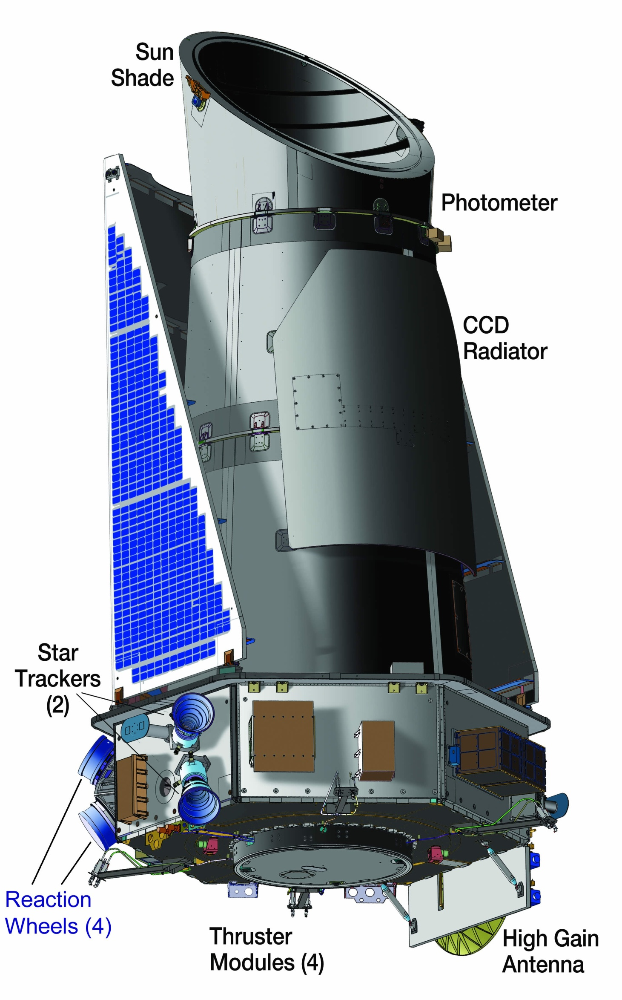 Sun
Shade
Photometer
CCD
Radiator
Star
Trackers
(2)
Reaction
Wheels (4)
Thruster
Modules (4)
High Gain
Antenna